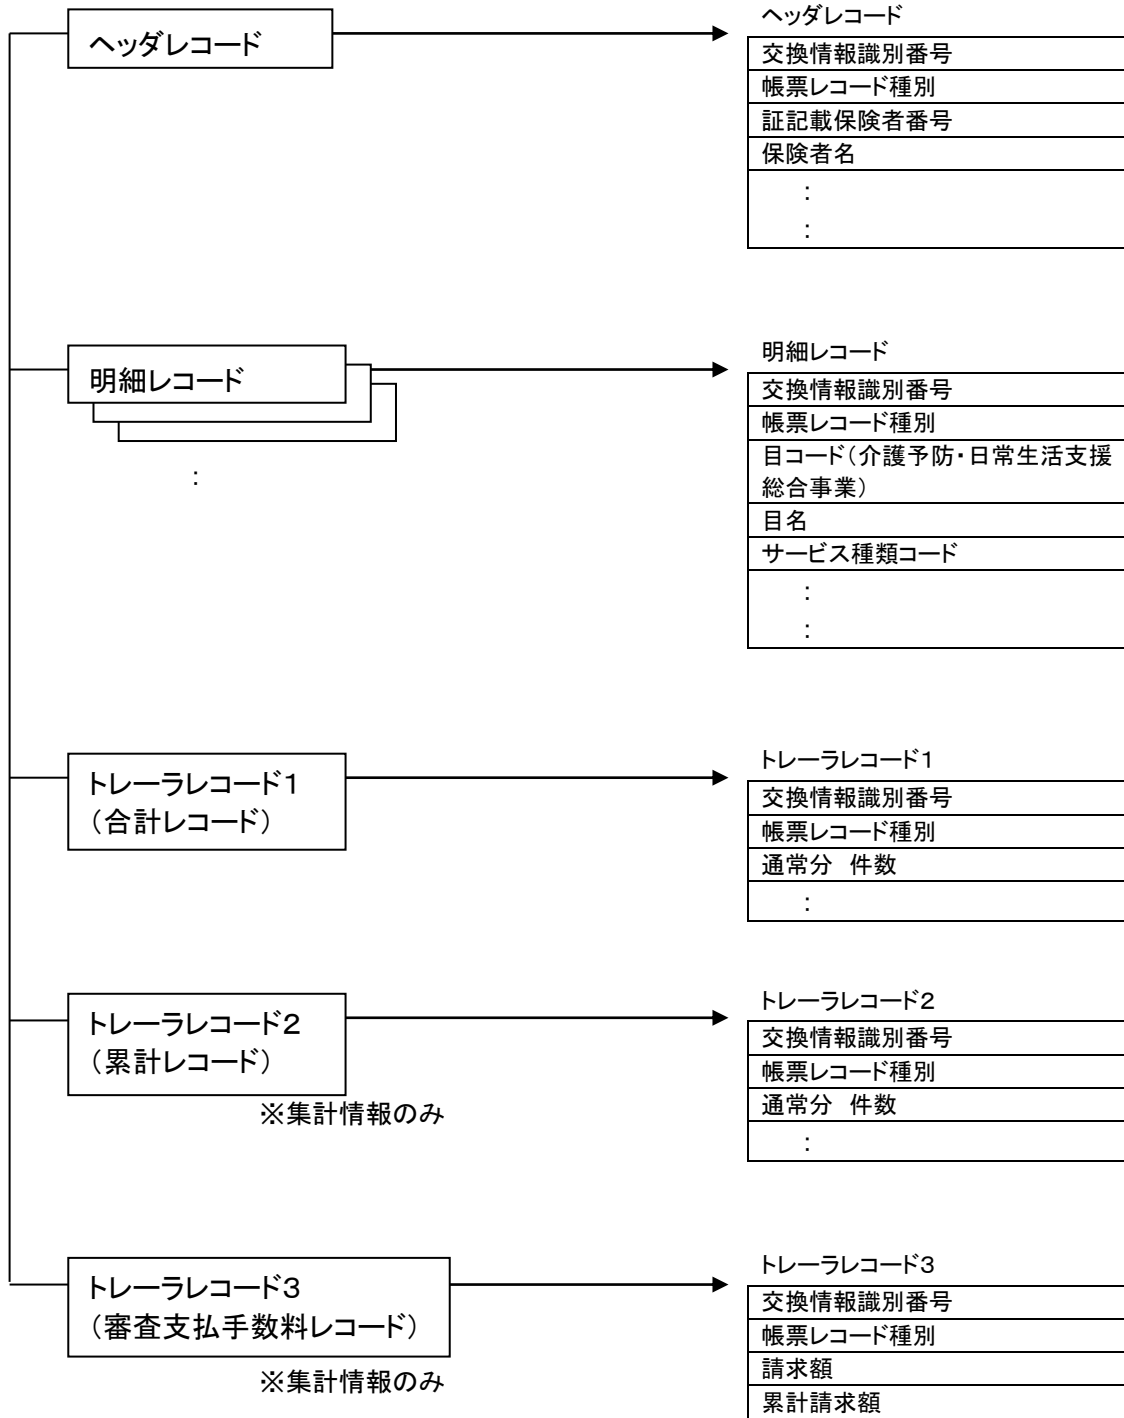 ヘッダレコード
ヘッダレコード
交換情報識別番号
帳票レコード種別
証記載保険者番号
保険者名
：
：
明細レコード
：
明細レコード
交換情報識別番号
帳票レコード種別
目コード（介護予防・日常生活支援
総合事業）
目名
サービス種類コード
：
：
トレーラレコード１
（合計レコード）
トレーラレコード１
交換情報識別番号
帳票レコード種別
通常分　件数
：
トレーラレコード２
（累計レコード）
※集計情報のみ
トレーラレコード２
交換情報識別番号
帳票レコード種別
通常分　件数
：
トレーラレコード３
（審査支払手数料レコード）
※集計情報のみ
トレーラレコード３
交換情報識別番号
帳票レコード種別
請求額
累計請求額